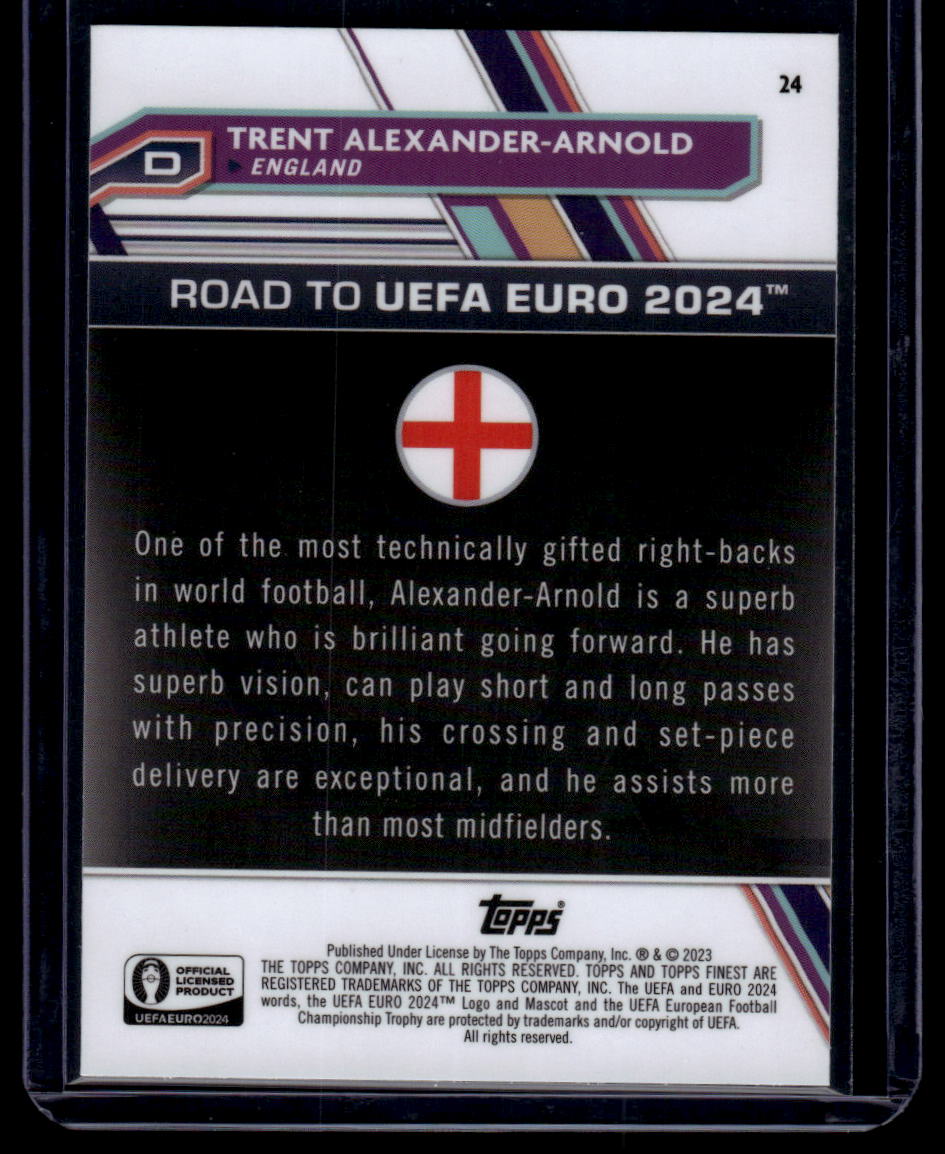 24
TRENT ALEXANDER-ARNOLD
D
ENGLAND
ROAD TO UEFA EURO 2024™
One of the most technically gifted right-backs
in world football, Alexander-Arnold is a superb
athlete who is brilliant going forward. He has
superb vision, can play short and long passes
with precision, his crossing and set-piece
delivery are exceptional, and he assists more
than most midfielders.
Topps®
Published Under License by The Topps Company, Inc. ® & © 2023
THE TOPPS COMPANY, INC. ALL RIGHTS RESERVED. TOPPS AND TOPPS FINEST ARE
REGISTERED TRADEMARKS OF THE TOPPS COMPANY, INC. The UEFA and EURO 2024
words, the UEFA EURO 2024™ Logo and Mascot and the UEFA European Football
Championship Trophy are protected by trademarks and/or copyright of UEFA.
All rights reserved.
OFFICIAL
LICENSED
PRODUCT
UEFAEURO2024